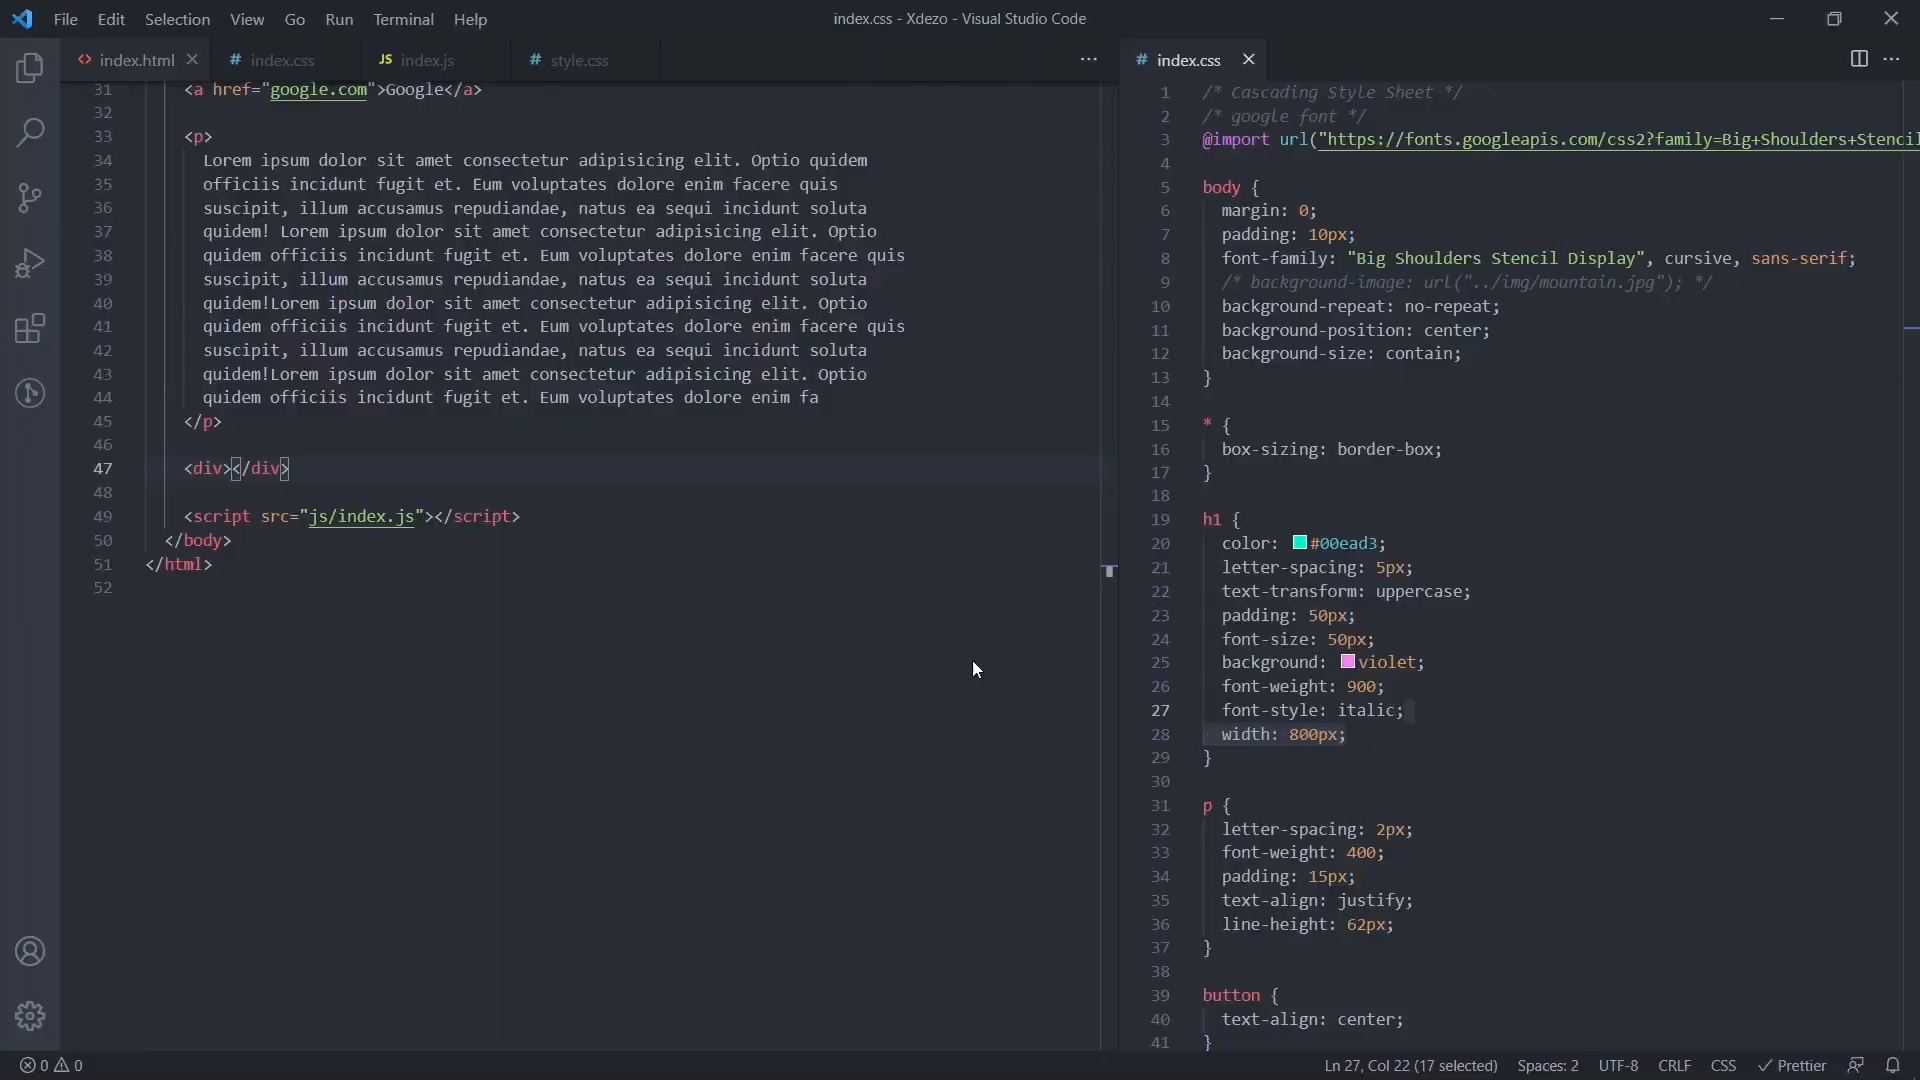 File Edit Selection View Go Run Terminal Help
index.css - Xdezo - Visual Studio Code
index.html
# index.css
JS index.js
# style.css
# index.css
31 <a href="google.com">Google</a>
32
33 <p>
34 Lorem ipsum dolor sit amet consectetur adipisicing elit. Optio quidem
35 officiis incidunt fugit et. Eum voluptates dolore enim facere quis
36 suscipit, illum accusamus repudiandae, natus ea sequi incidunt soluta
37 quidem! Lorem ipsum dolor sit amet consectetur adipisicing elit. Optio
38 quidem officiis incidunt fugit et. Eum voluptates dolore enim facere quis
39 suscipit, illum accusamus repudiandae, natus ea sequi incidunt soluta
40 quidem!Lorem ipsum dolor sit amet consectetur adipisicing elit. Optio
41 quidem officiis incidunt fugit et. Eum voluptates dolore enim facere quis
42 suscipit, illum accusamus repudiandae, natus ea sequi incidunt soluta
43 quidem!Lorem ipsum dolor sit amet consectetur adipisicing elit. Optio
44 quidem officiis incidunt fugit et. Eum voluptates dolore enim fa
45 </p>
46
47 <div></div>
48
49 <script src="js/index.js"></script>
50 </body>
51 </html>
52
1 /* Cascading Style Sheet */
2 /* google font */
3 @import url("https://fonts.googleapis.com/css2?family=Big+Shoulders+Stencil
4
5 body {
6 margin: 0;
7 padding: 10px;
8 font-family: "Big Shoulders Stencil Display", cursive, sans-serif;
9 /* background-image: url("../img/mountain.jpg"); */
10 background-repeat: no-repeat;
11 background-position: center;
12 background-size: contain;
13 }
14
15 * {
16 box-sizing: border-box;
17 }
18
19 h1 {
20 color: #00ead3;
21 letter-spacing: 5px;
22 text-transform: uppercase;
23 padding: 50px;
24 font-size: 50px;
25 background: violet;
26 font-weight: 900;
27 font-style: italic;
28 width: 800px;
29 }
30
31 p {
32 letter-spacing: 2px;
33 font-weight: 400;
34 padding: 15px;
35 text-align: justify;
36 line-height: 62px;
37 }
38
39 button {
40 text-align: center;
41 }
0 0
Ln 27, Col 22 (17 selected) Spaces: 2 UTF-8 CRLF CSS Prettier